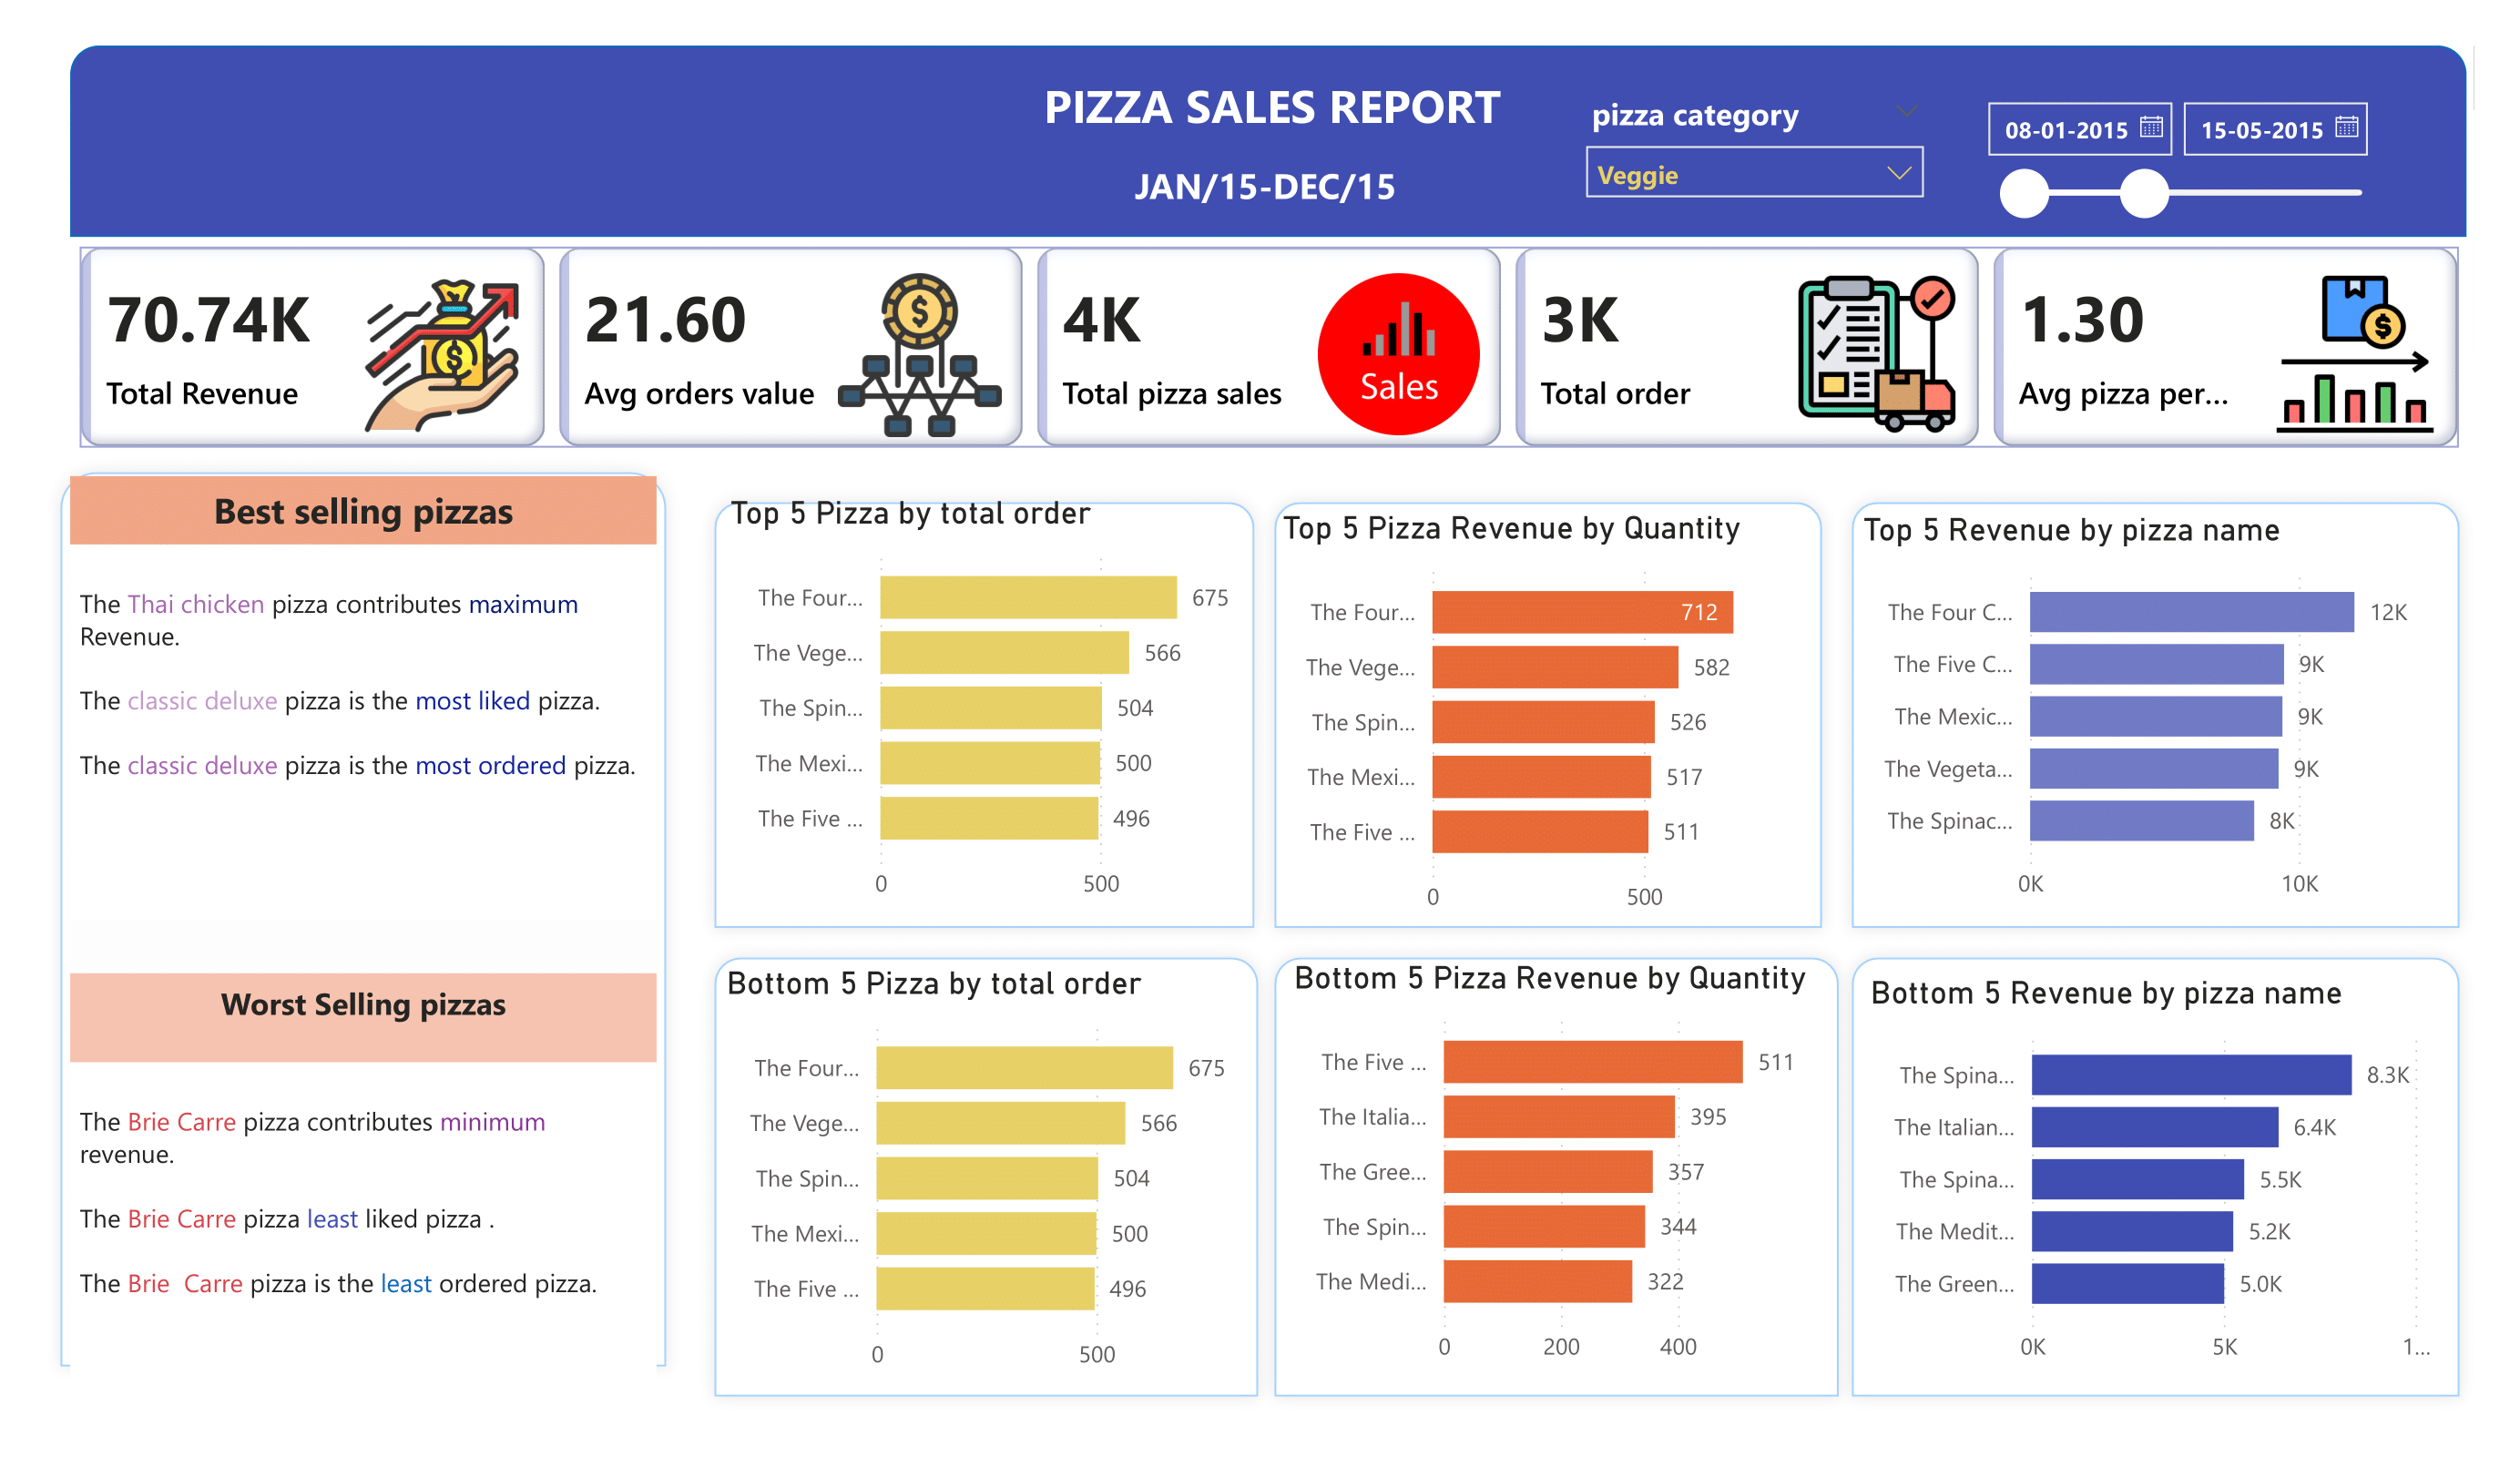 PIZZA SALES REPORT
JAN/15-DEC/15
pizza category
Veggie
08-01-2015
15-05-2015
70.74K
Total Revenue
21.60
Avg orders value
4K
Total pizza sales
Sales
3K
Total order
1.30
Avg pizza per...
Best selling pizzas
The Thai chicken pizza contributes maximum
Revenue.
The classic deluxe pizza is the most liked pizza.
The classic deluxe pizza is the most ordered pizza.
Worst Selling pizzas
The Brie Carre pizza contributes minimum
revenue.
The Brie Carre pizza least liked pizza .
The Brie  Carre pizza is the least ordered pizza.
Top 5 Pizza by total order
The Four... 675
The Vege... 566
The Spin... 504
The Mexi... 500
The Five ... 496
0 500
Top 5 Pizza Revenue by Quantity
The Four... 712
The Vege... 582
The Spin... 526
The Mexi... 517
The Five ... 511
0 500
Top 5 Revenue by pizza name
The Four C... 12K
The Five C... 9K
The Mexic... 9K
The Vegeta... 9K
The Spinac... 8K
0K 10K
Bottom 5 Pizza by total order
The Four... 675
The Vege... 566
The Spin... 504
The Mexi... 500
The Five ... 496
0 500
Bottom 5 Pizza Revenue by Quantity
The Five ... 511
The Italia... 395
The Gree... 357
The Spin... 344
The Medi... 322
0 200 400
Bottom 5 Revenue by pizza name
The Spina... 8.3K
The Italian... 6.4K
The Spina... 5.5K
The Medit... 5.2K
The Green... 5.0K
0K 5K 1...